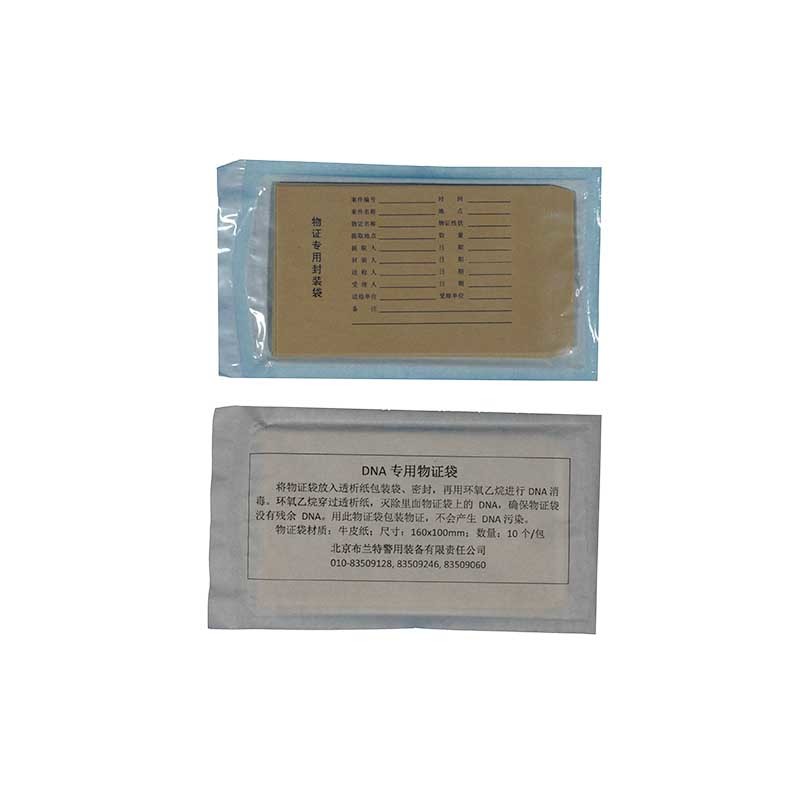 物证专用封装袋
案件编号 时 间
案件名称 地 点
物证名称 物证性状
提取地点 数 量
提 取 人 日 期
封 装 人 日 期
送 检 人 日 期
受 理 人 日 期
送检单位 受理单位
备 注
DNA 专用物证袋
将物证袋放入透析纸包装袋、密封，再用环氧乙烷进行 DNA 消
毒。环氧乙烷穿过透析纸，灭除里面物证袋上的 DNA，确保物证袋
没有残余 DNA。用此物证袋包装物证，不会产生 DNA 污染。
物证袋材质：牛皮纸；尺寸：160x100mm；数量：10 个/包
北京布兰特警用装备有限责任公司
010-83509128, 83509246, 83509060